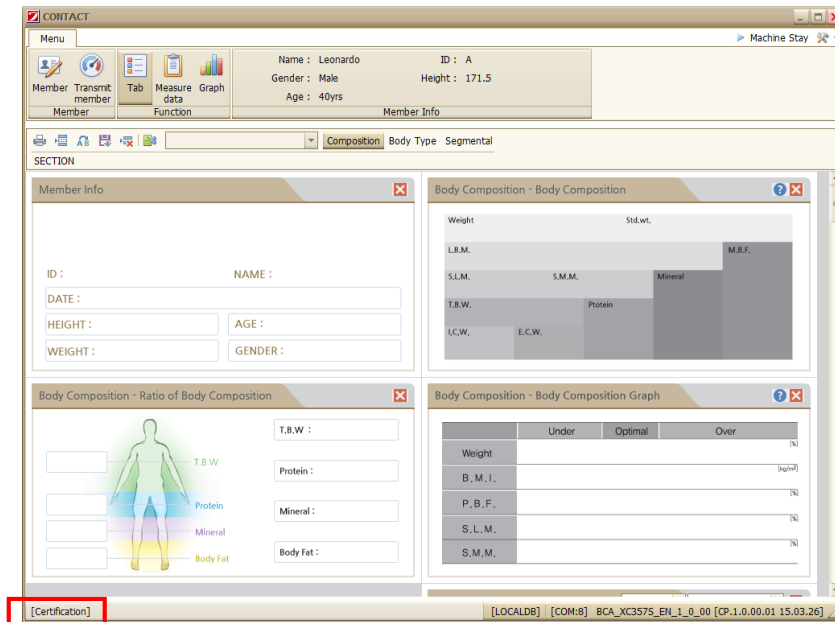 CONTACT
Menu
Machine Stay
Member Transmit member Tab Measure data Graph
Name : Leonardo ID : A
Gender : Male Height : 171.5
Age : 40yrs
Member Function Member Info
Composition Body Type Segmental
SECTION
Member Info
ID : NAME :
DATE :
HEIGHT : AGE :
WEIGHT : GENDER :
Body Composition - Body Composition
Weight Std.wt.
L.B.M. M.B.F.
S.L.M. S.M.M. Mineral
T.B.W. Ptotein
I,C,W, E.C.W.
Body Composition - Ratio of Body Composition
T.B.W
Protein
Mineral
Body Fat
T,B,W :
Protein :
Mineral :
Body Fat :
Body Composition - Body Composition Graph
Under Optimal Over
Weight [%]
B.M.I. [kg/m²]
P.B.F. [%]
S.L.M. [%]
S.M.M. [%]
[Certification] [LOCALDB] [COM:8] BCA_XC357S_EN_1_0_00 [CP.1.0.00.01 15.03.26]